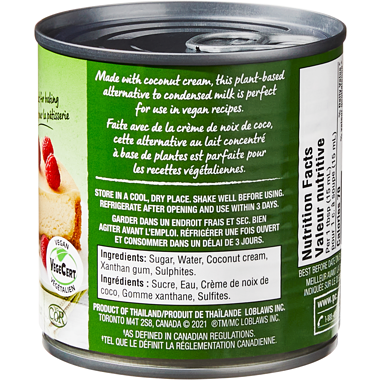 Made with coconut cream, this plant-based
alternative to condensed milk is perfect
for use in vegan recipes.
Faite avec de la crème de noix de coco,
cette alternative au lait concentré
à base de plantes est parfaite pour
les recettes végétaliennes.
for baking
la pâtisserie
STORE IN A COOL, DRY PLACE. SHAKE WELL BEFORE USING.
REFRIGERATE AFTER OPENING AND USE WITHIN 3 DAYS.
GARDER DANS UN ENDROIT FRAIS ET SEC. BIEN
AGITER AVANT L'EMPLOI. RÉFRIGÉRER UNE FOIS OUVERT
ET CONSOMMER DANS UN DÉLAI DE 3 JOURS.
Ingredients: Sugar, Water, Coconut cream,
Xanthan gum, Sulphites.
Ingrédients : Sucre, Eau, Crème de noix de
coco, Gomme xanthane, Sulfites.
PRODUCT OF THAILAND/PRODUIT DE THAÏLANDE LOBLAWS INC.
TORONTO M4T 2S8, CANADA © 2021 ®TM/MC LOBLAWS INC.
†AS DEFINED IN CANADIAN REGULATIONS.
†TEL QUE LE DÉFINIT LA RÉGLEMENTATION CANADIENNE.
VEGAN
VEGECERT
VÉGÉTALIEN
COR
Nutrition Facts
Valeur nutritive
Per 1 tbsp (15 mL)
Calories 70
BEST BEFORE
MEILLEUR AVANT